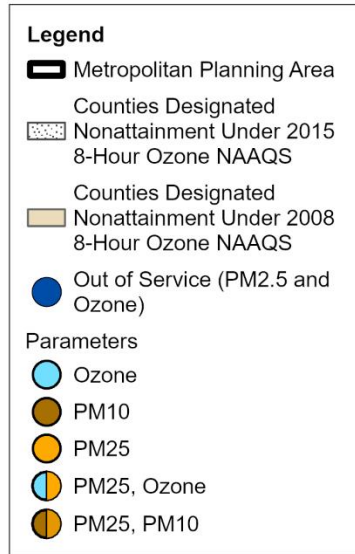 Legend
Metropolitan Planning Area
Counties Designated
Nonattainment Under 2015
8-Hour Ozone NAAQS
Counties Designated
Nonattainment Under 2008
8-Hour Ozone NAAQS
Out of Service (PM2.5 and
Ozone)
Parameters
Ozone
PM10
PM25
PM25, Ozone
PM25, PM10